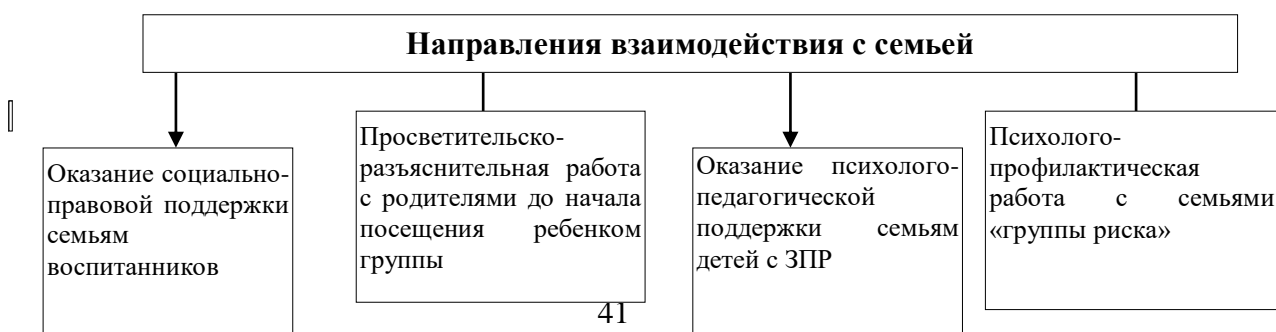 Направления взаимодействия с семьей
Оказание социально-
правовой поддержки
семьям
воспитанников
Просветительско-
разъяснительная работа
с родителями до начала
посещения ребенком
группы
Оказание психолого-
педагогической
поддержки семьям
детей с ЗПР
Психолого-
профилактическая
работа с семьями
«группы риска»
41